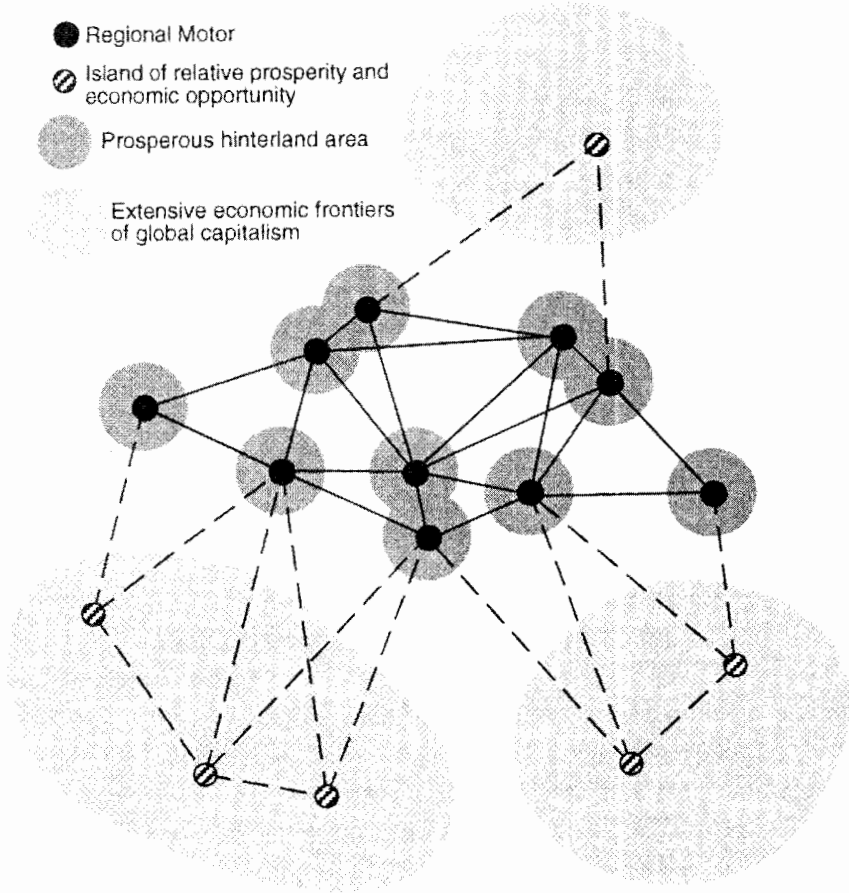 Regional Motor
Island of relative prosperity and
economic opportunity
Prosperous hinterland area
Extensive economic frontiers
of global capitalism